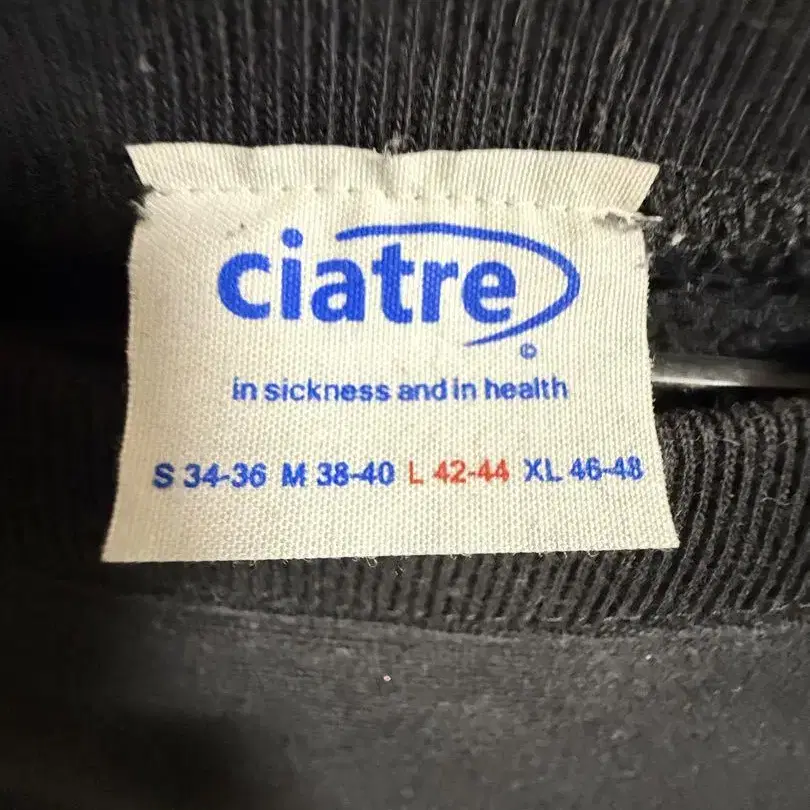 ciatre
©
in sickness and in health
S 34-36 M 38-40 L 42-44 XL 46-48